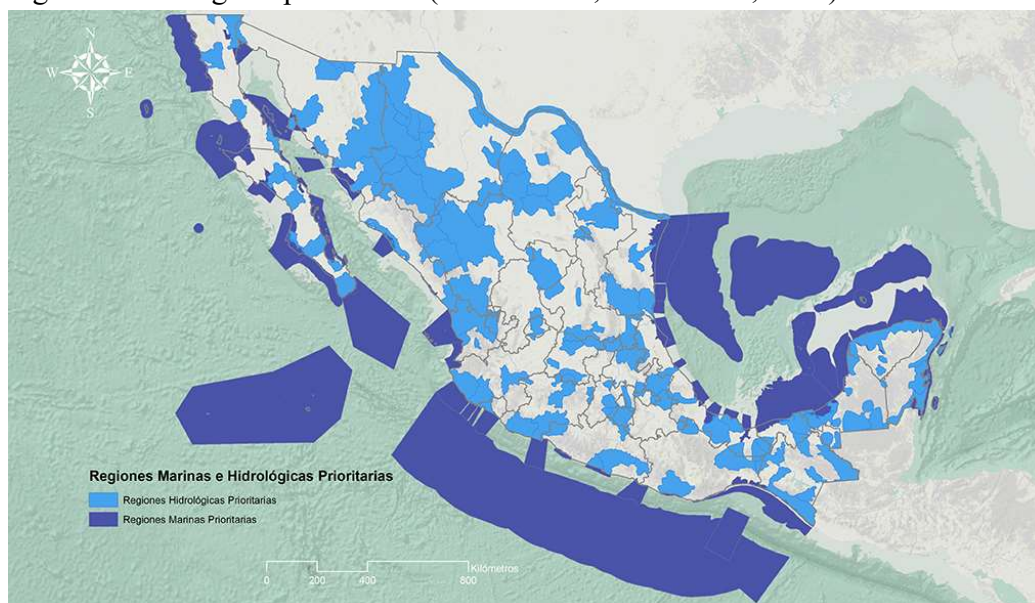 N
W E
S
Regiones Marinas e Hidrológicas Prioritarias
Regiones Hidrológicas Prioritarias
Regiones Marinas Prioritarias
Kilómetros
0 200 400 800